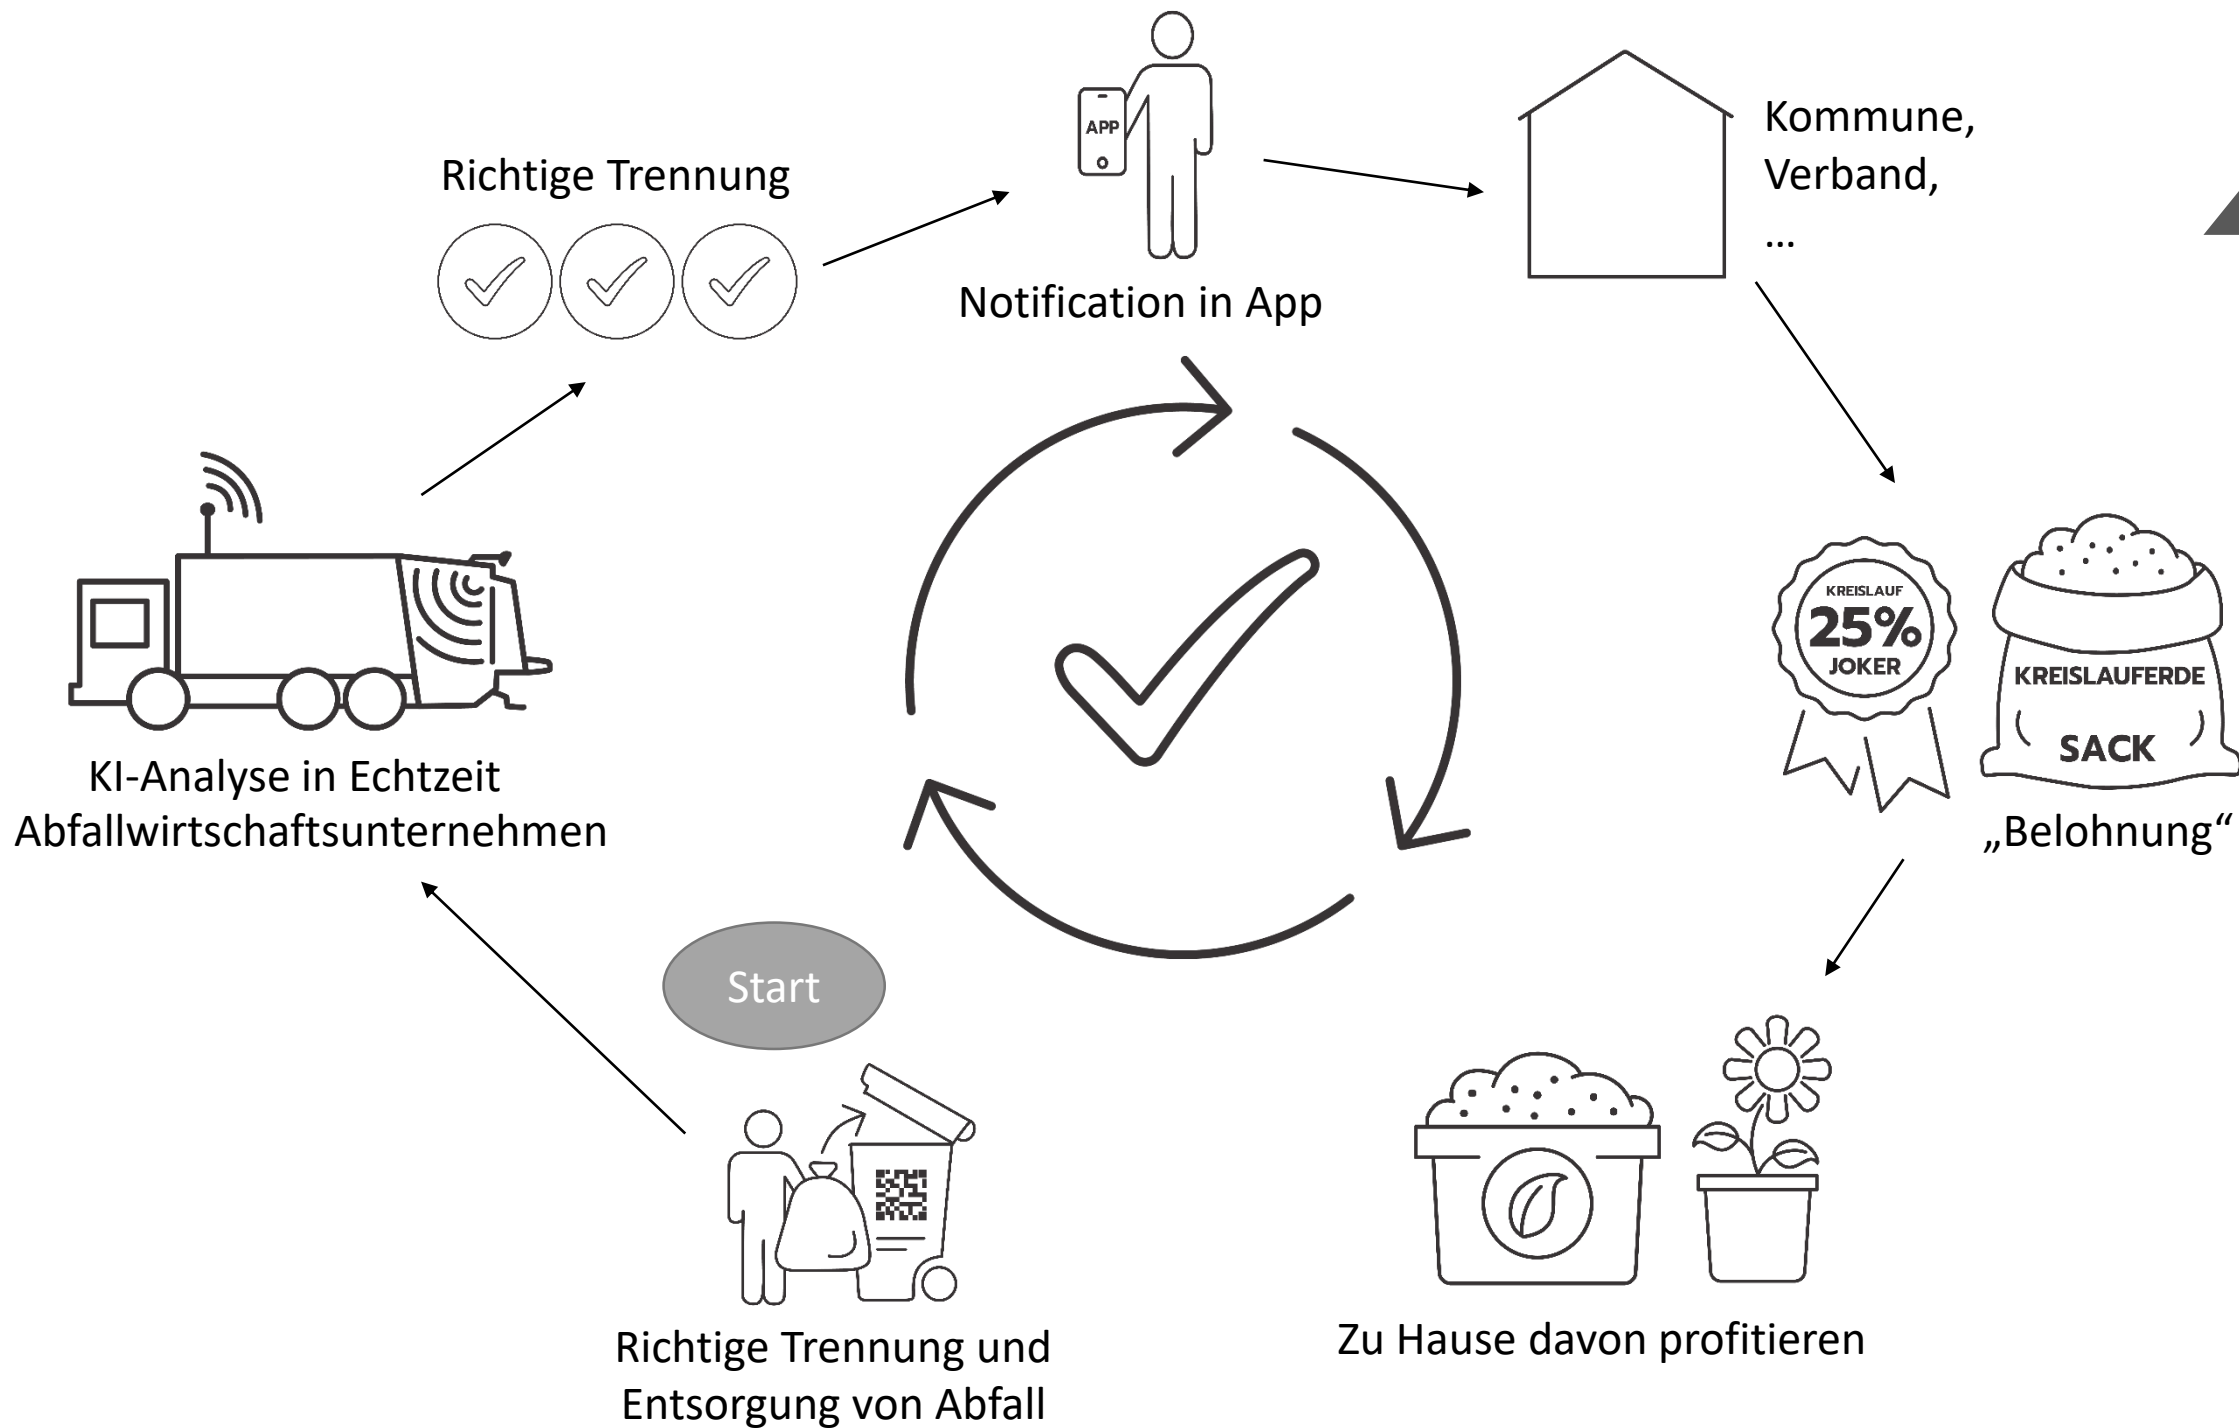 APP
Notification in App
Kommune,
Verband,
...
Richtige Trennung
KREISLAUF
25%
JOKER
KREISLAUFERDE
SACK
„Belohnung“
KI-Analyse in Echtzeit
Abfallwirtschaftsunternehmen
Start
Richtige Trennung und
Entsorgung von Abfall
Zu Hause davon profitieren